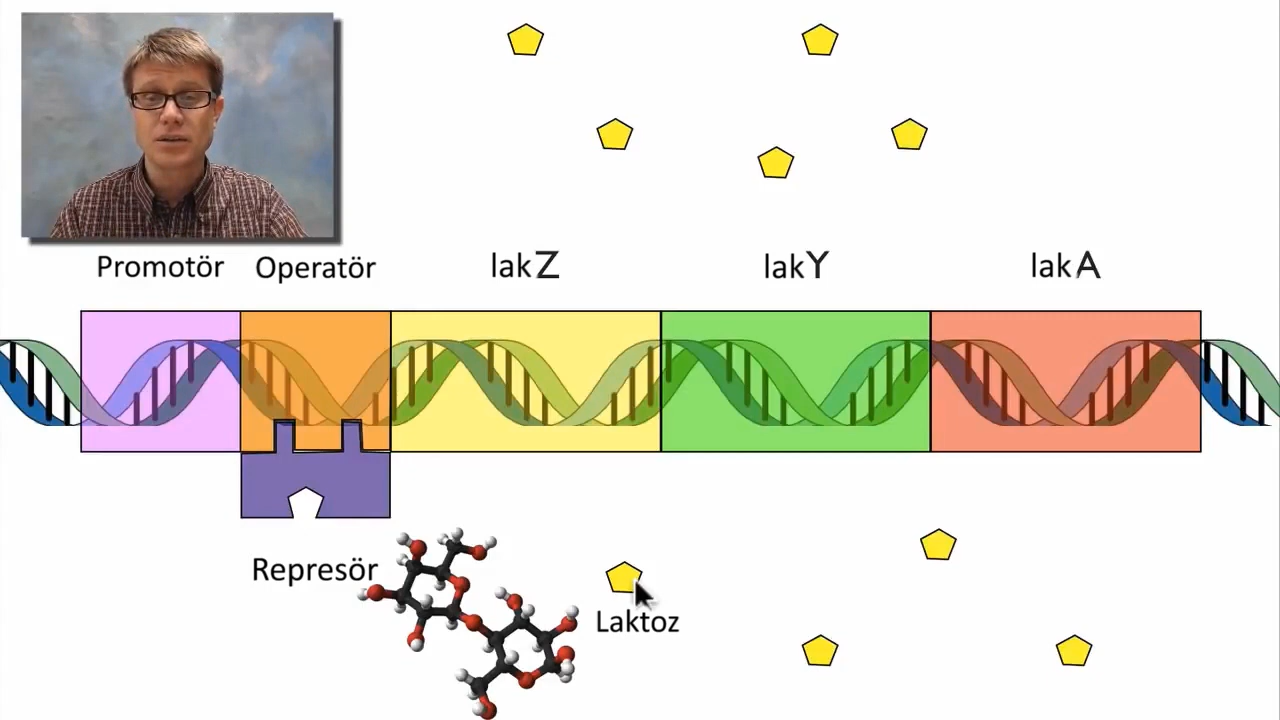 Promotör
Operatör
lakZ
lakY
lakA
Represör
Laktoz